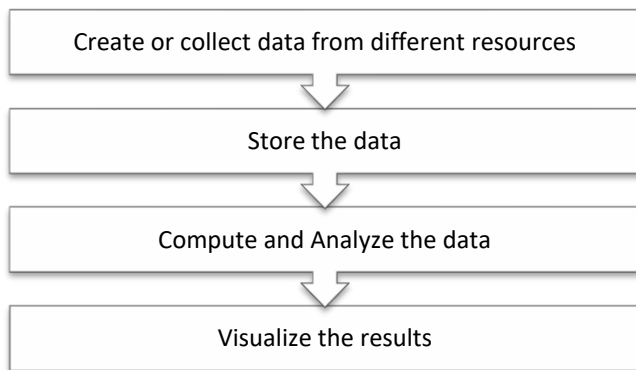 Create or collect data from different resources
Store the data
Compute and Analyze the data
Visualize the results